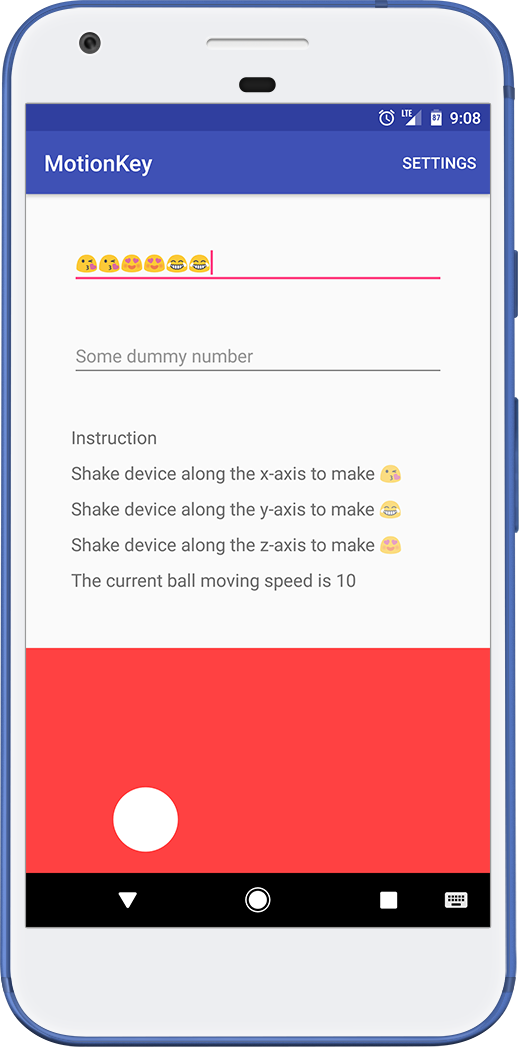 LTE 87 9:08
MotionKey SETTINGS
😘😘😍😍😂😂
Some dummy number
Instruction
Shake device along the x-axis to make 😘
Shake device along the y-axis to make 😂
Shake device along the z-axis to make 😍
The current ball moving speed is 10